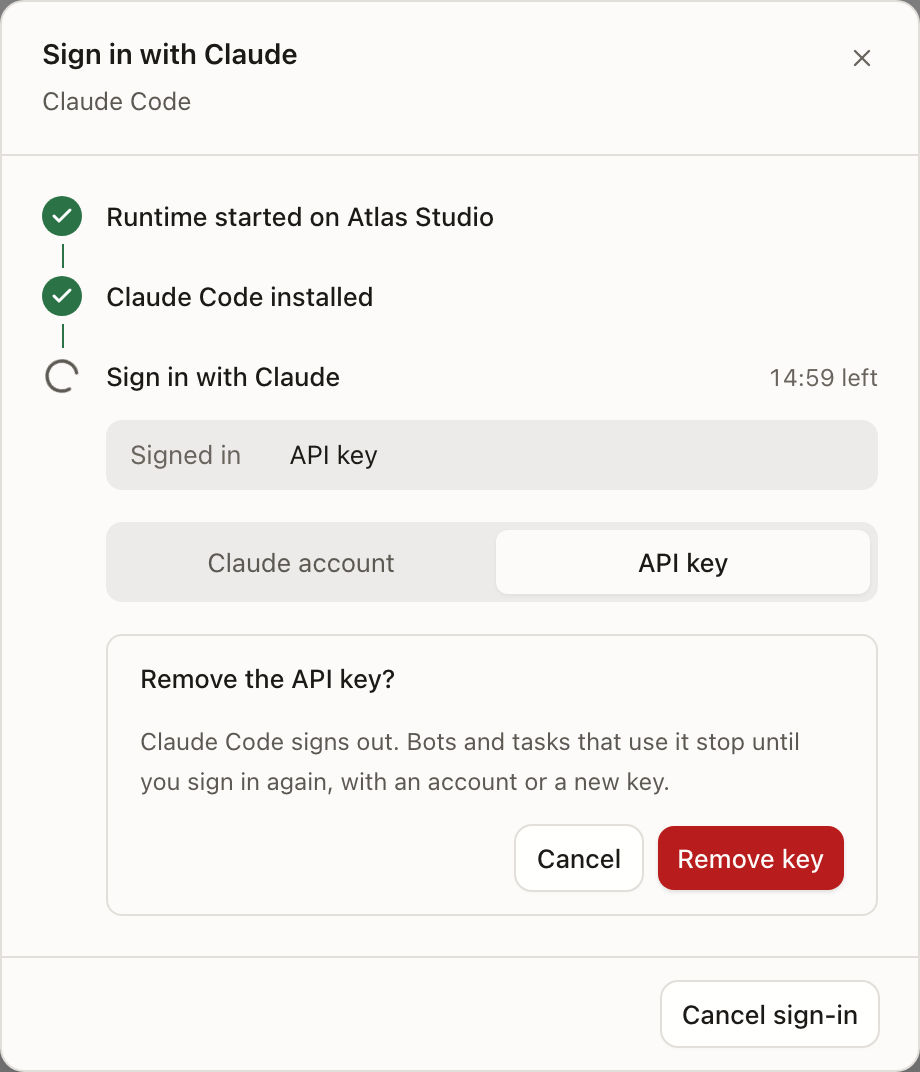 Sign in with Claude
Claude Code
Runtime started on Atlas Studio
Claude Code installed
Sign in with Claude 14:59 left
Signed in API key
Claude account API key
Remove the API key?
Claude Code signs out. Bots and tasks that use it stop until
you sign in again, with an account or a new key.
Cancel Remove key
Cancel sign-in